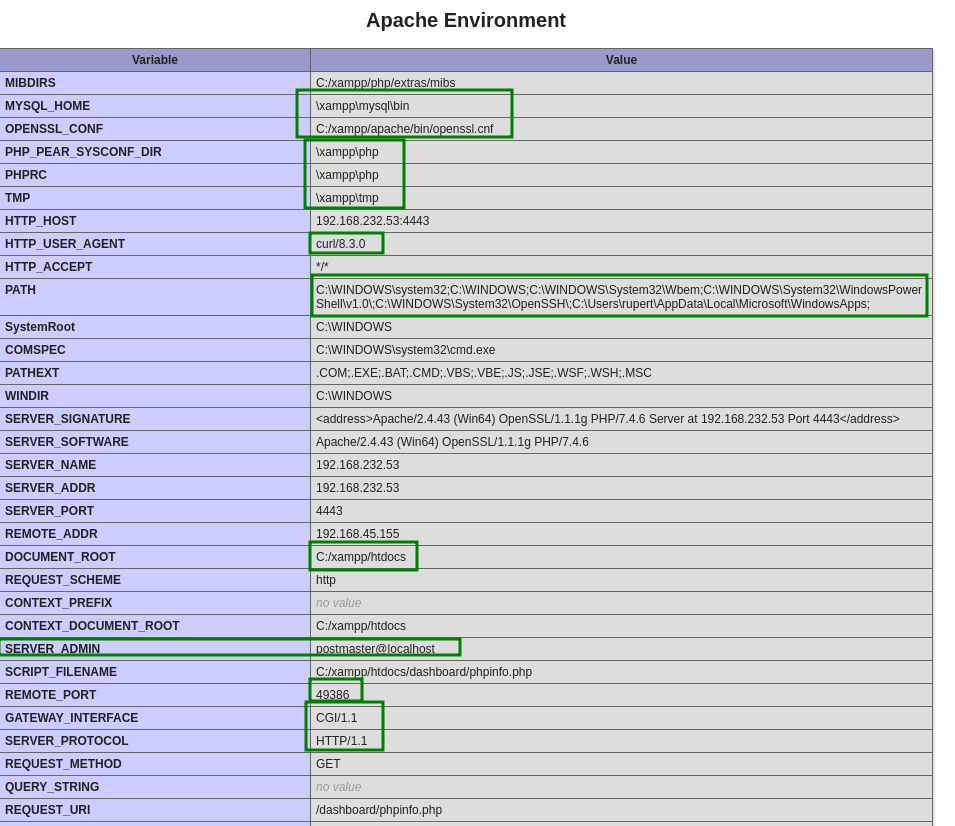 Apache Environment
Variable Value
MIBDIRS C:/xampp/php/extras/mibs
MYSQL_HOME \xampp\mysql\bin
OPENSSL_CONF C:/xampp/apache/bin/openssl.cnf
PHP_PEAR_SYSCONF_DIR \xampp\php
PHPRC \xampp\php
TMP \xampp\tmp
HTTP_HOST 192.168.232.53:4443
HTTP_USER_AGENT curl/8.3.0
HTTP_ACCEPT */*
PATH C:\WINDOWS\system32;C:\WINDOWS;C:\WINDOWS\System32\Wbem;C:\WINDOWS\System32\WindowsPower
Shell\v1.0\;C:\WINDOWS\System32\OpenSSH\;C:\Users\rupert\AppData\Local\Microsoft\WindowsApps;
SystemRoot C:\WINDOWS
COMSPEC C:\WINDOWS\system32\cmd.exe
PATHEXT .COM;.EXE;.BAT;.CMD;.VBS;.VBE;.JS;.JSE;.WSF;.WSH;.MSC
WINDIR C:\WINDOWS
SERVER_SIGNATURE <address>Apache/2.4.43 (Win64) OpenSSL/1.1.1g PHP/7.4.6 Server at 192.168.232.53 Port 4443</address>
SERVER_SOFTWARE Apache/2.4.43 (Win64) OpenSSL/1.1.1g PHP/7.4.6
SERVER_NAME 192.168.232.53
SERVER_ADDR 192.168.232.53
SERVER_PORT 4443
REMOTE_ADDR 192.168.45.155
DOCUMENT_ROOT C:/xampp/htdocs
REQUEST_SCHEME http
CONTEXT_PREFIX no value
CONTEXT_DOCUMENT_ROOT C:/xampp/htdocs
SERVER_ADMIN postmaster@localhost
SCRIPT_FILENAME C:/xampp/htdocs/dashboard/phpinfo.php
REMOTE_PORT 49386
GATEWAY_INTERFACE CGI/1.1
SERVER_PROTOCOL HTTP/1.1
REQUEST_METHOD GET
QUERY_STRING no value
REQUEST_URI /dashboard/phpinfo.php